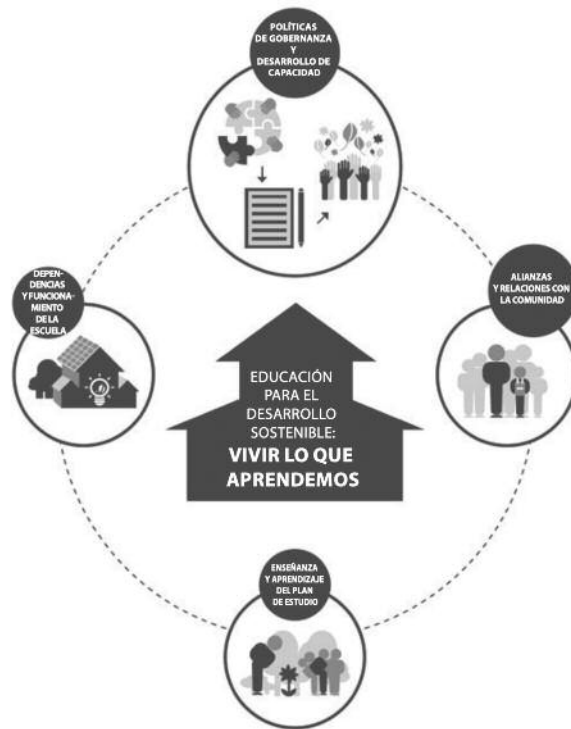 POLÍTICAS
DE GOBERNANZA
Y
DESARROLLO DE
CAPACIDAD
DEPEN-
DENCIAS
Y FUNCIONA-
MIENTO
DE LA
ESCUELA
ALIANZAS
Y RELACIONES CON
LA COMUNIDAD
EDUCACIÓN
PARA EL
DESARROLLO
SOSTENIBLE:
VIVIR LO QUE
APRENDEMOS
ENSEÑANZA
Y APRENDIZAJE
DEL PLAN
DE ESTUDIO